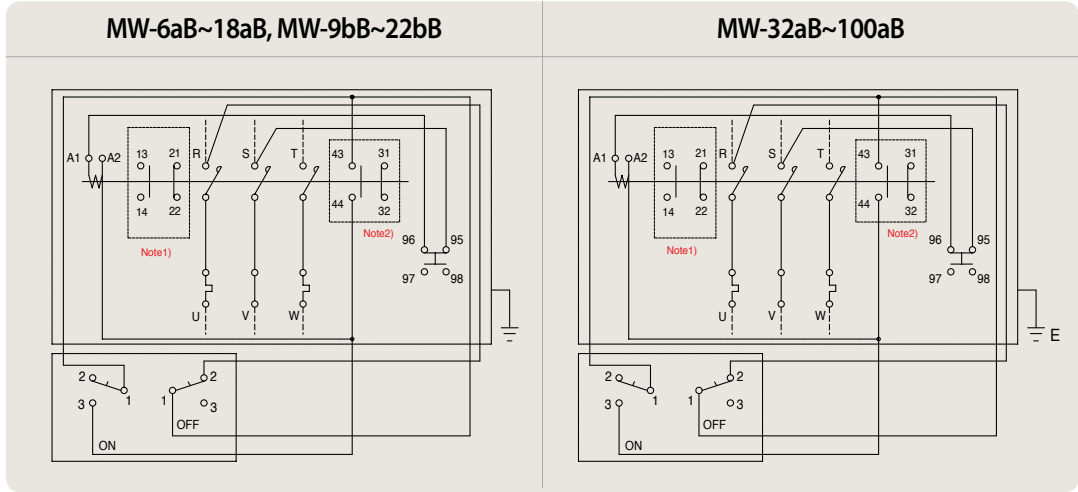 MW-6aB~18aB, MW-9bB~22bB
MW-32aB~100aB
A1 A2 13 21 R S T 43 31
14 22 44 32
Note1) Note2)
96 95
97 98
U V W
2 1 3 ON
1 2 3 OFF
A1 A2 13 21 R S T 43 31
14 22 44 32
Note1) Note2)
96 95
97 98
U V W
E
2 1 3 ON
1 2 3 OFF